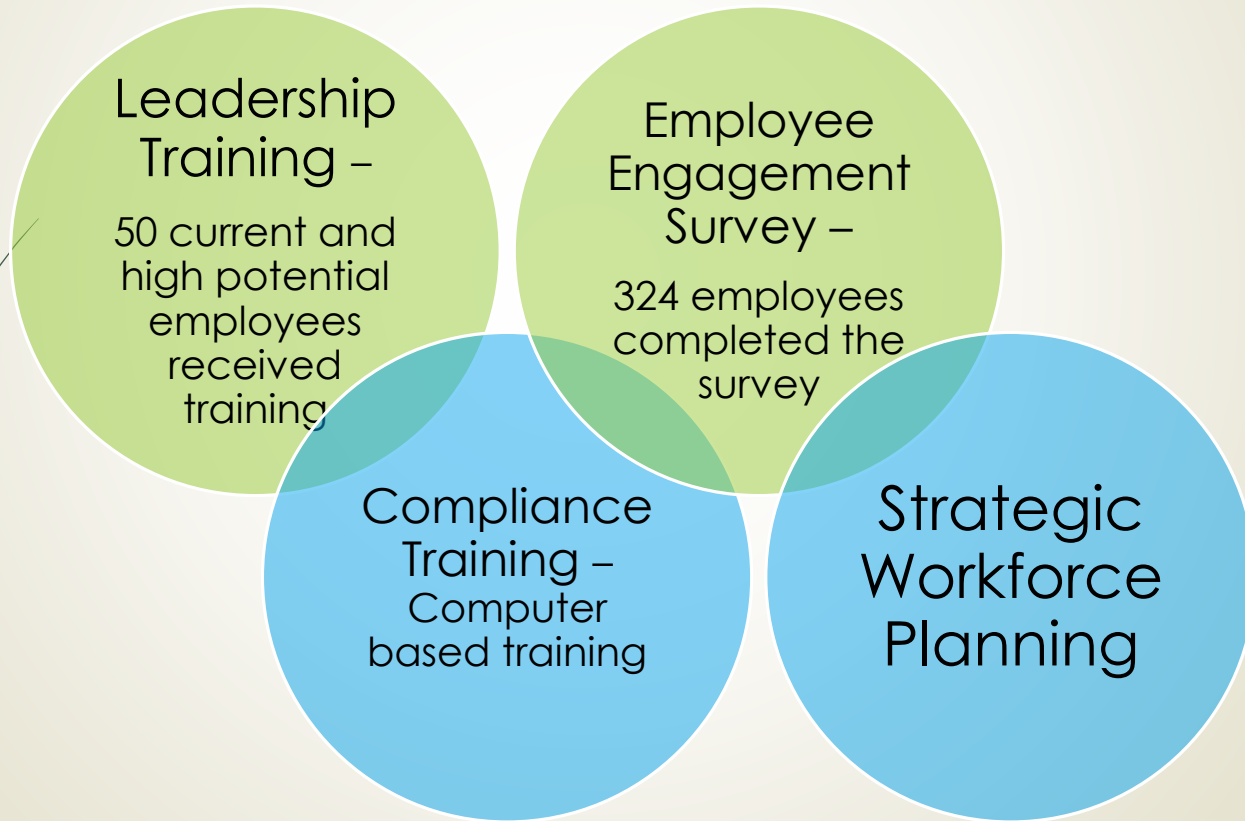 Leadership
Training –
50 current and
high potential
employees
received
training
Employee
Engagement
Survey –
324 employees
completed the
survey
Compliance
Training –
Computer
based training
Strategic
Workforce
Planning